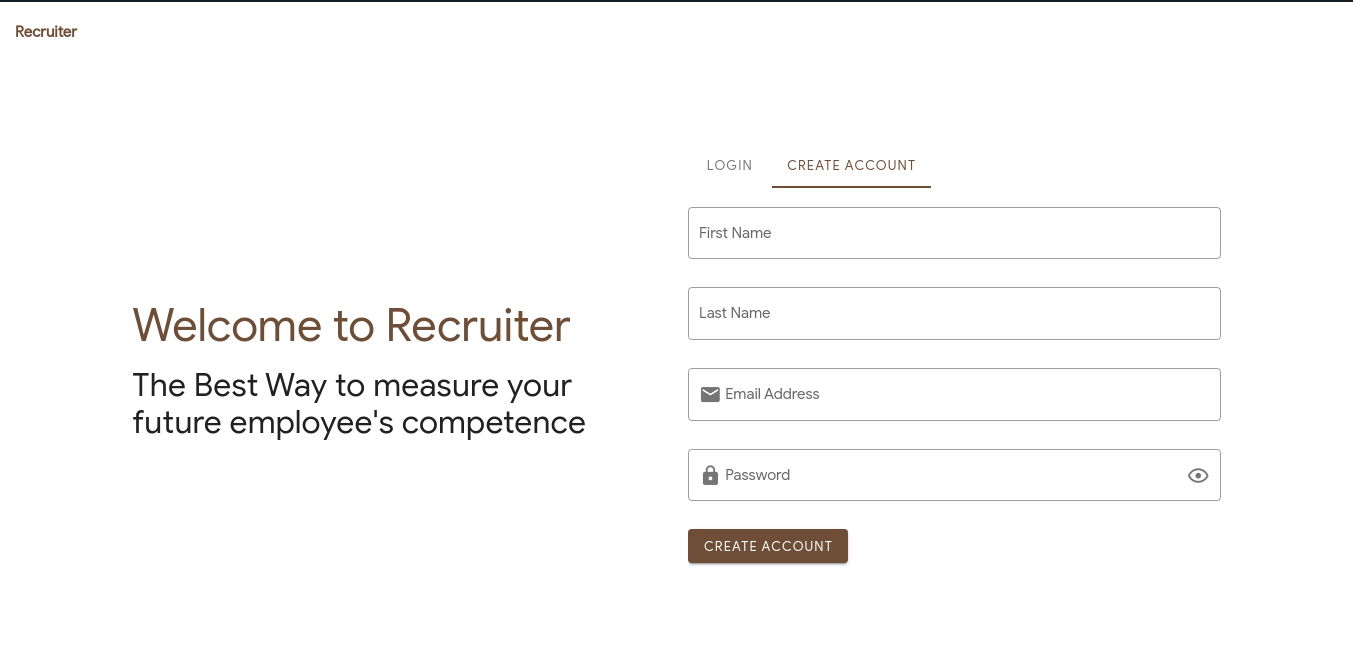 Recruiter
LOGIN
CREATE ACCOUNT
First Name
Last Name
Welcome to Recruiter
The Best Way to measure your
future employee's competence
Email Address
Password
CREATE ACCOUNT